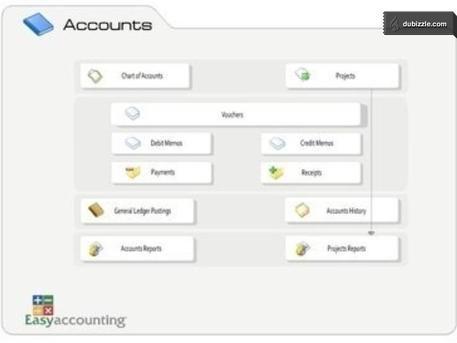 Accounts
dubizzle.com
Chart of Accounts
Projects
Vouchers
Debit Memos
Credit Memos
Payments
Receipts
General Ledger Postings
Accounts History
Accounts Reports
Projects Reports
Easyaccounting